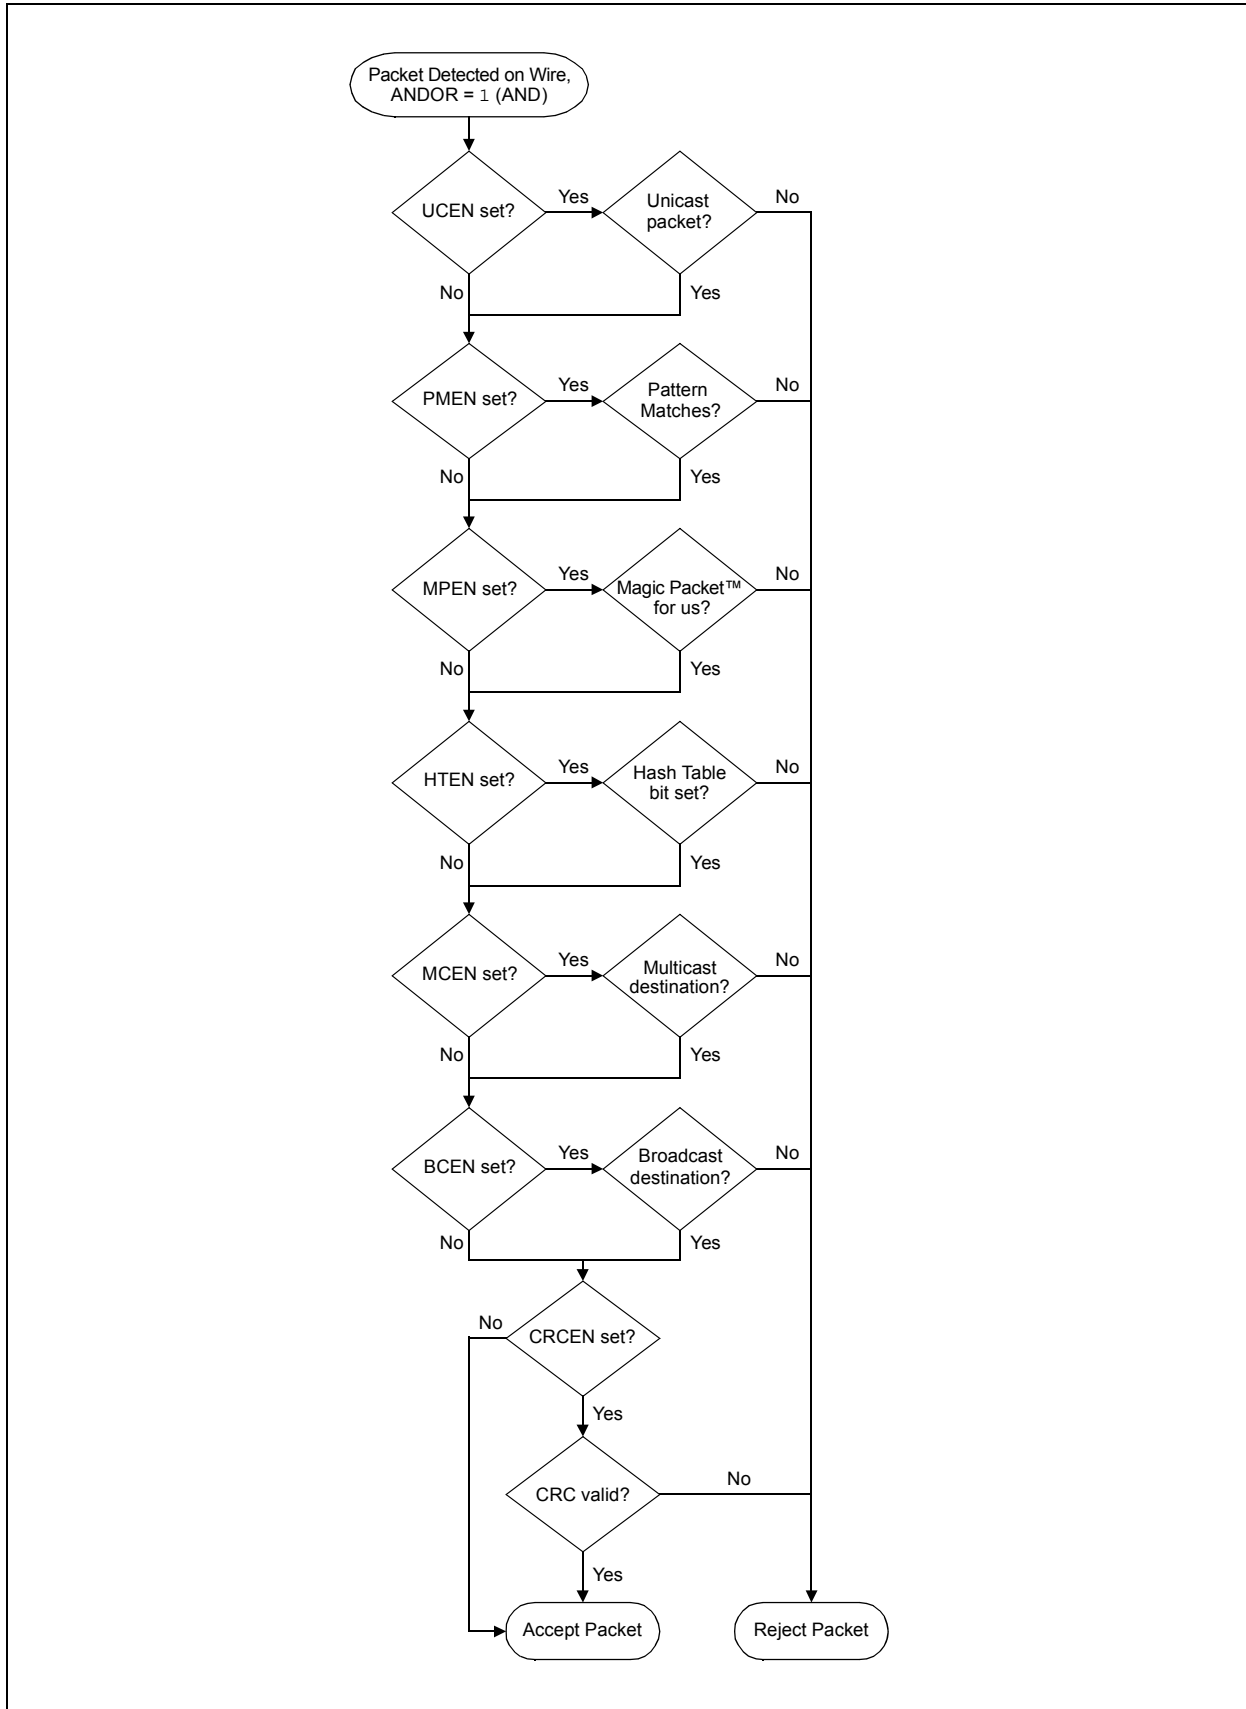 Packet Detected on Wire,
ANDOR = 1 (AND)
UCEN set?
Yes
Unicast
packet?
No
No
Yes
PMEN set?
Yes
Pattern
Matches?
No
No
Yes
MPEN set?
Yes
Magic Packet™
for us?
No
No
Yes
HTEN set?
Yes
Hash Table
bit set?
No
No
Yes
MCEN set?
Yes
Multicast
destination?
No
No
Yes
BCEN set?
Yes
Broadcast
destination?
No
No
Yes
No
CRCEN set?
Yes
CRC valid?
No
Yes
Accept Packet
Reject Packet